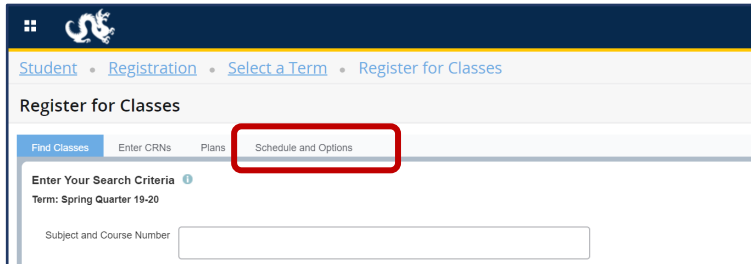 Student • Registration • Select a Term • Register for Classes
Register for Classes
Find Classes Enter CRNs Plans Schedule and Options
Enter Your Search Criteria
Term: Spring Quarter 19-20
Subject and Course Number